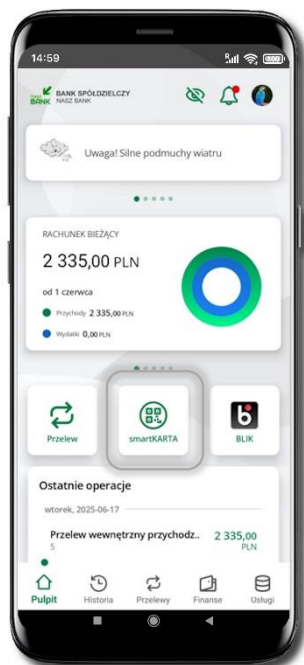 14:59
BANK SPÓŁDZIELCZY
BANK NASZ BANK
Uwaga! Silne podmuchy wiatru
RACHUNEK BIEŻĄCY
2 335,00 PLN
od 1 czerwca
Przychody 2 335,00 PLN
Wydatki 0,00 PLN
Przelew smartKARTA BLIK
Ostatnie operacje
wtorek, 2025-06-17
Przelew wewnętrzny przychodz.. 2 335,00
5 PLN
Pulpit Historia Przelewy Finanse Usługi